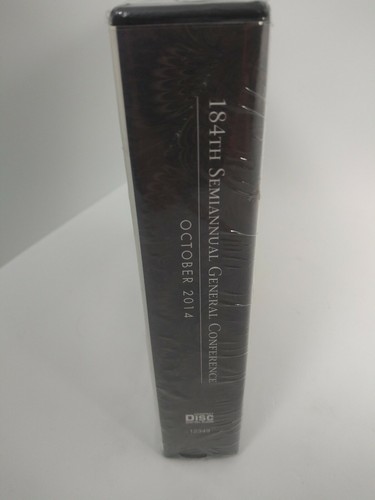 184TH SEMIANNUAL GENERAL CONFERENCE
OCTOBER 2014
DISC